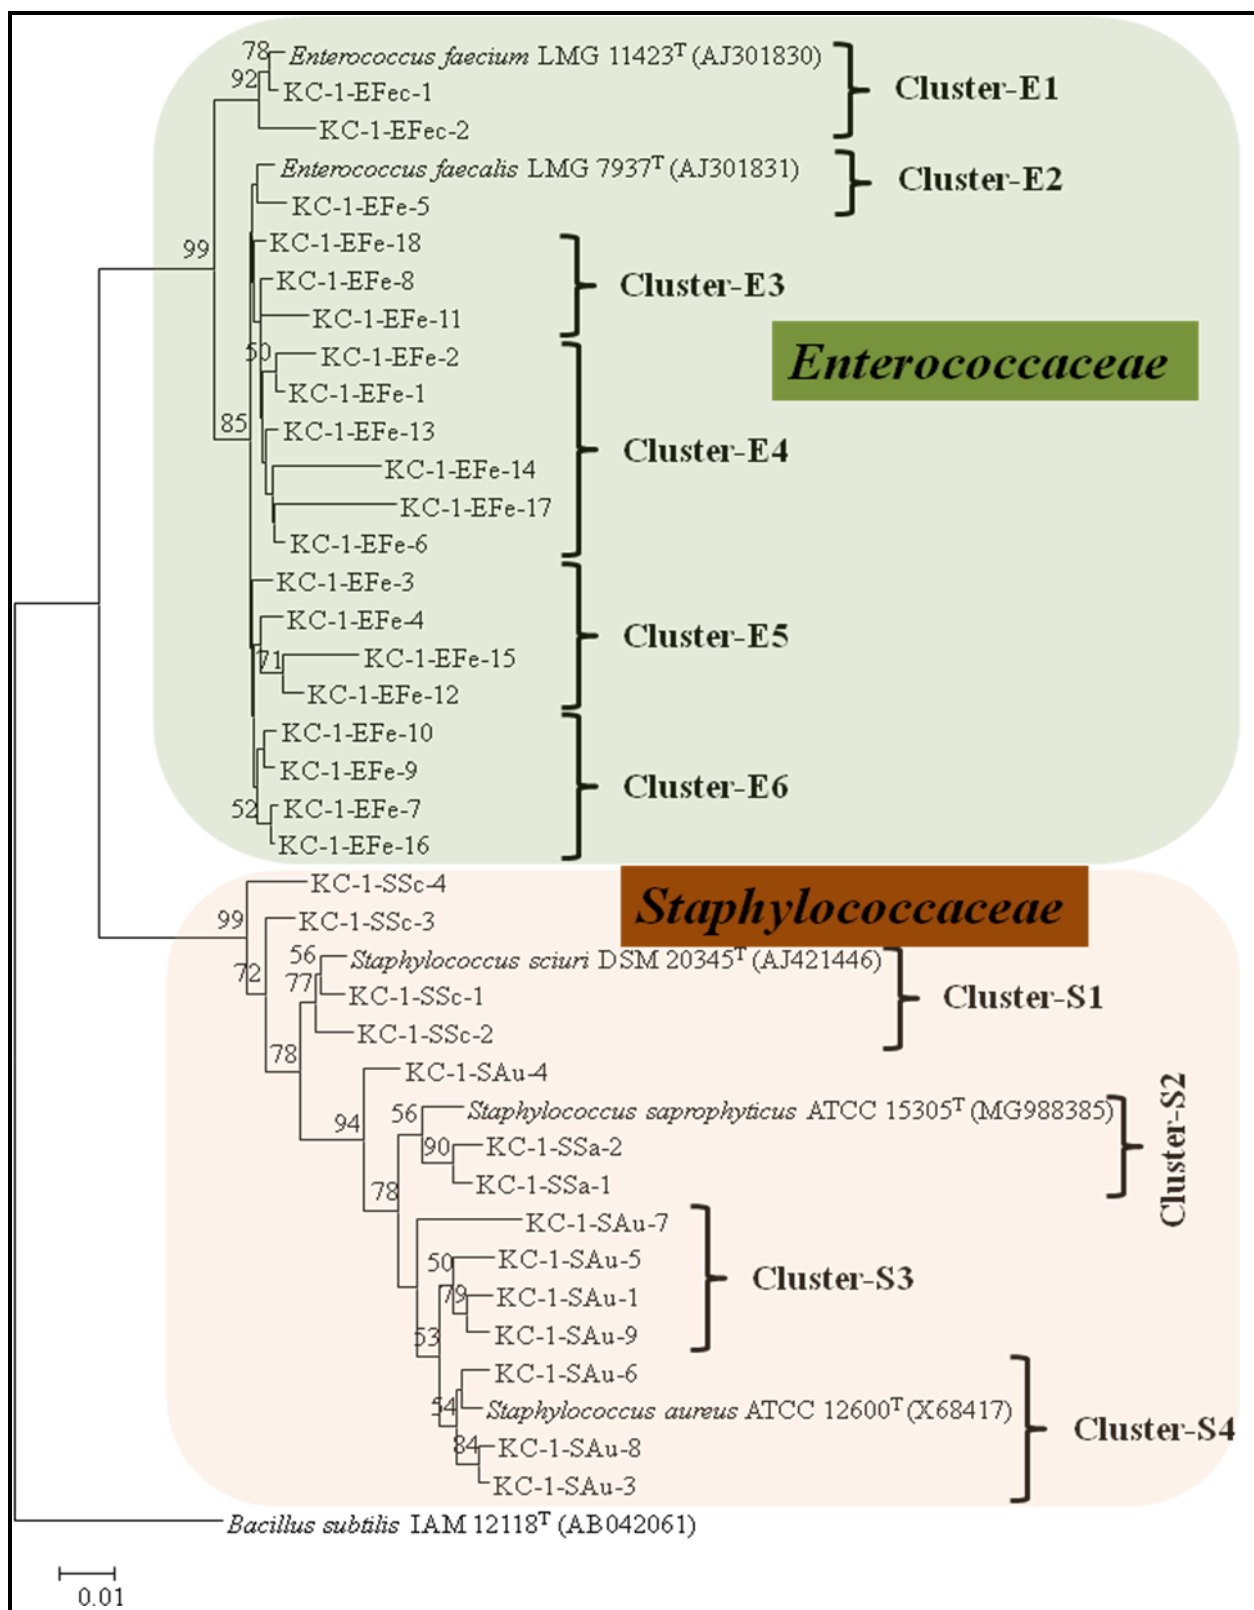 78
Enterococcus faecium LMG 11423T (AJ301830)
92
KC-1-EFec-1
Cluster-E1
KC-1-EFec-2
Enterococcus faecalis LMG 7937T (AJ301831)
Cluster-E2
KC-1-EFe-5
99
KC-1-EFe-18
KC-1-EFe-8
Cluster-E3
KC-1-EFe-11
Enterococcaceae
50
KC-1-EFe-2
KC-1-EFe-1
85
KC-1-EFe-13
Cluster-E4
KC-1-EFe-14
KC-1-EFe-17
KC-1-EFe-6
KC-1-EFe-3
KC-1-EFe-4
Cluster-E5
71
KC-1-EFe-15
KC-1-EFe-12
KC-1-EFe-10
KC-1-EFe-9
Cluster-E6
52
KC-1-EFe-7
KC-1-EFe-16
KC-1-SSc-4
Staphylococcaceae
99
KC-1-SSc-3
56
Staphylococcus sciuri DSM 20345T (AJ421446)
72
77
KC-1-SSc-1
Cluster-S1
KC-1-SSc-2
78
KC-1-SAu-4
Cluster-S2
56
Staphylococcus saprophyticus ATCC 15305T (MG988385)
94
90
KC-1-SSa-2
KC-1-SSa-1
78
KC-1-SAu-7
50
KC-1-SAu-5
Cluster-S3
79
KC-1-SAu-1
53
KC-1-SAu-9
KC-1-SAu-6
54
Staphylococcus aureus ATCC 12600T (X68417)
Cluster-S4
84
KC-1-SAu-8
KC-1-SAu-3
Bacillus subtilis IAM 12118T (AB042061)
0.01